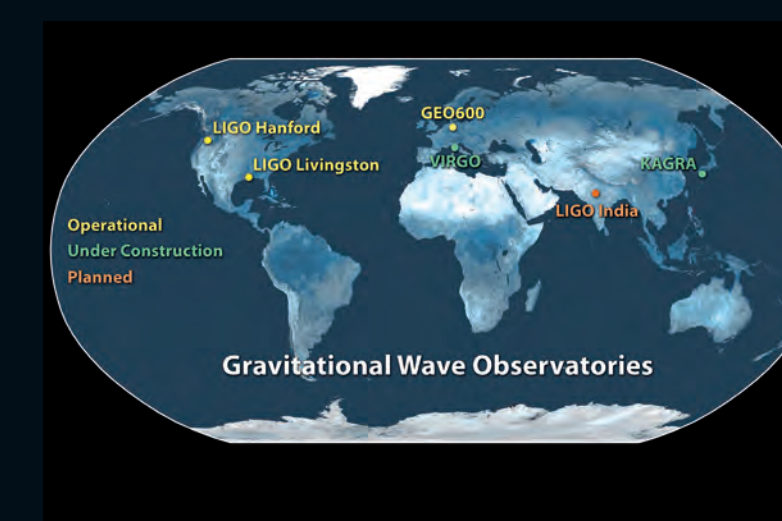 GEO600
LIGO Hanford
VIRGO
KAGRA
LIGO Livingston
LIGO India
Operational
Under Construction
Planned
Gravitational Wave Observatories